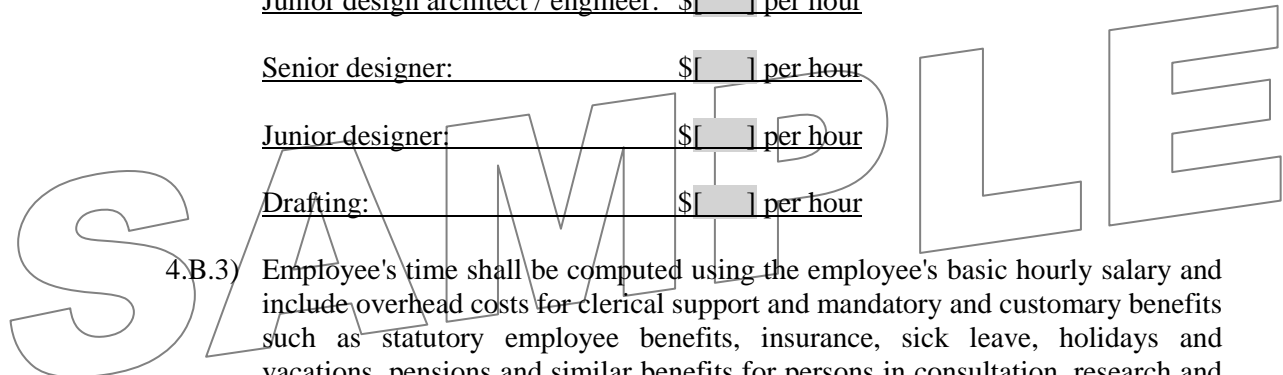 Junior design architect / engineer: $[ ] per hour
Senior designer: $[ ] per hour
Junior designer: $[ ] per hour
Drafting: $[ ] per hour
4.B.3) Employee's time shall be computed using the employee's basic hourly salary and
include overhead costs for clerical support and mandatory and customary benefits
such as statutory employee benefits, insurance, sick leave, holidays and
vacations, pensions and similar benefits for persons in consultation, research and
SAMPLE